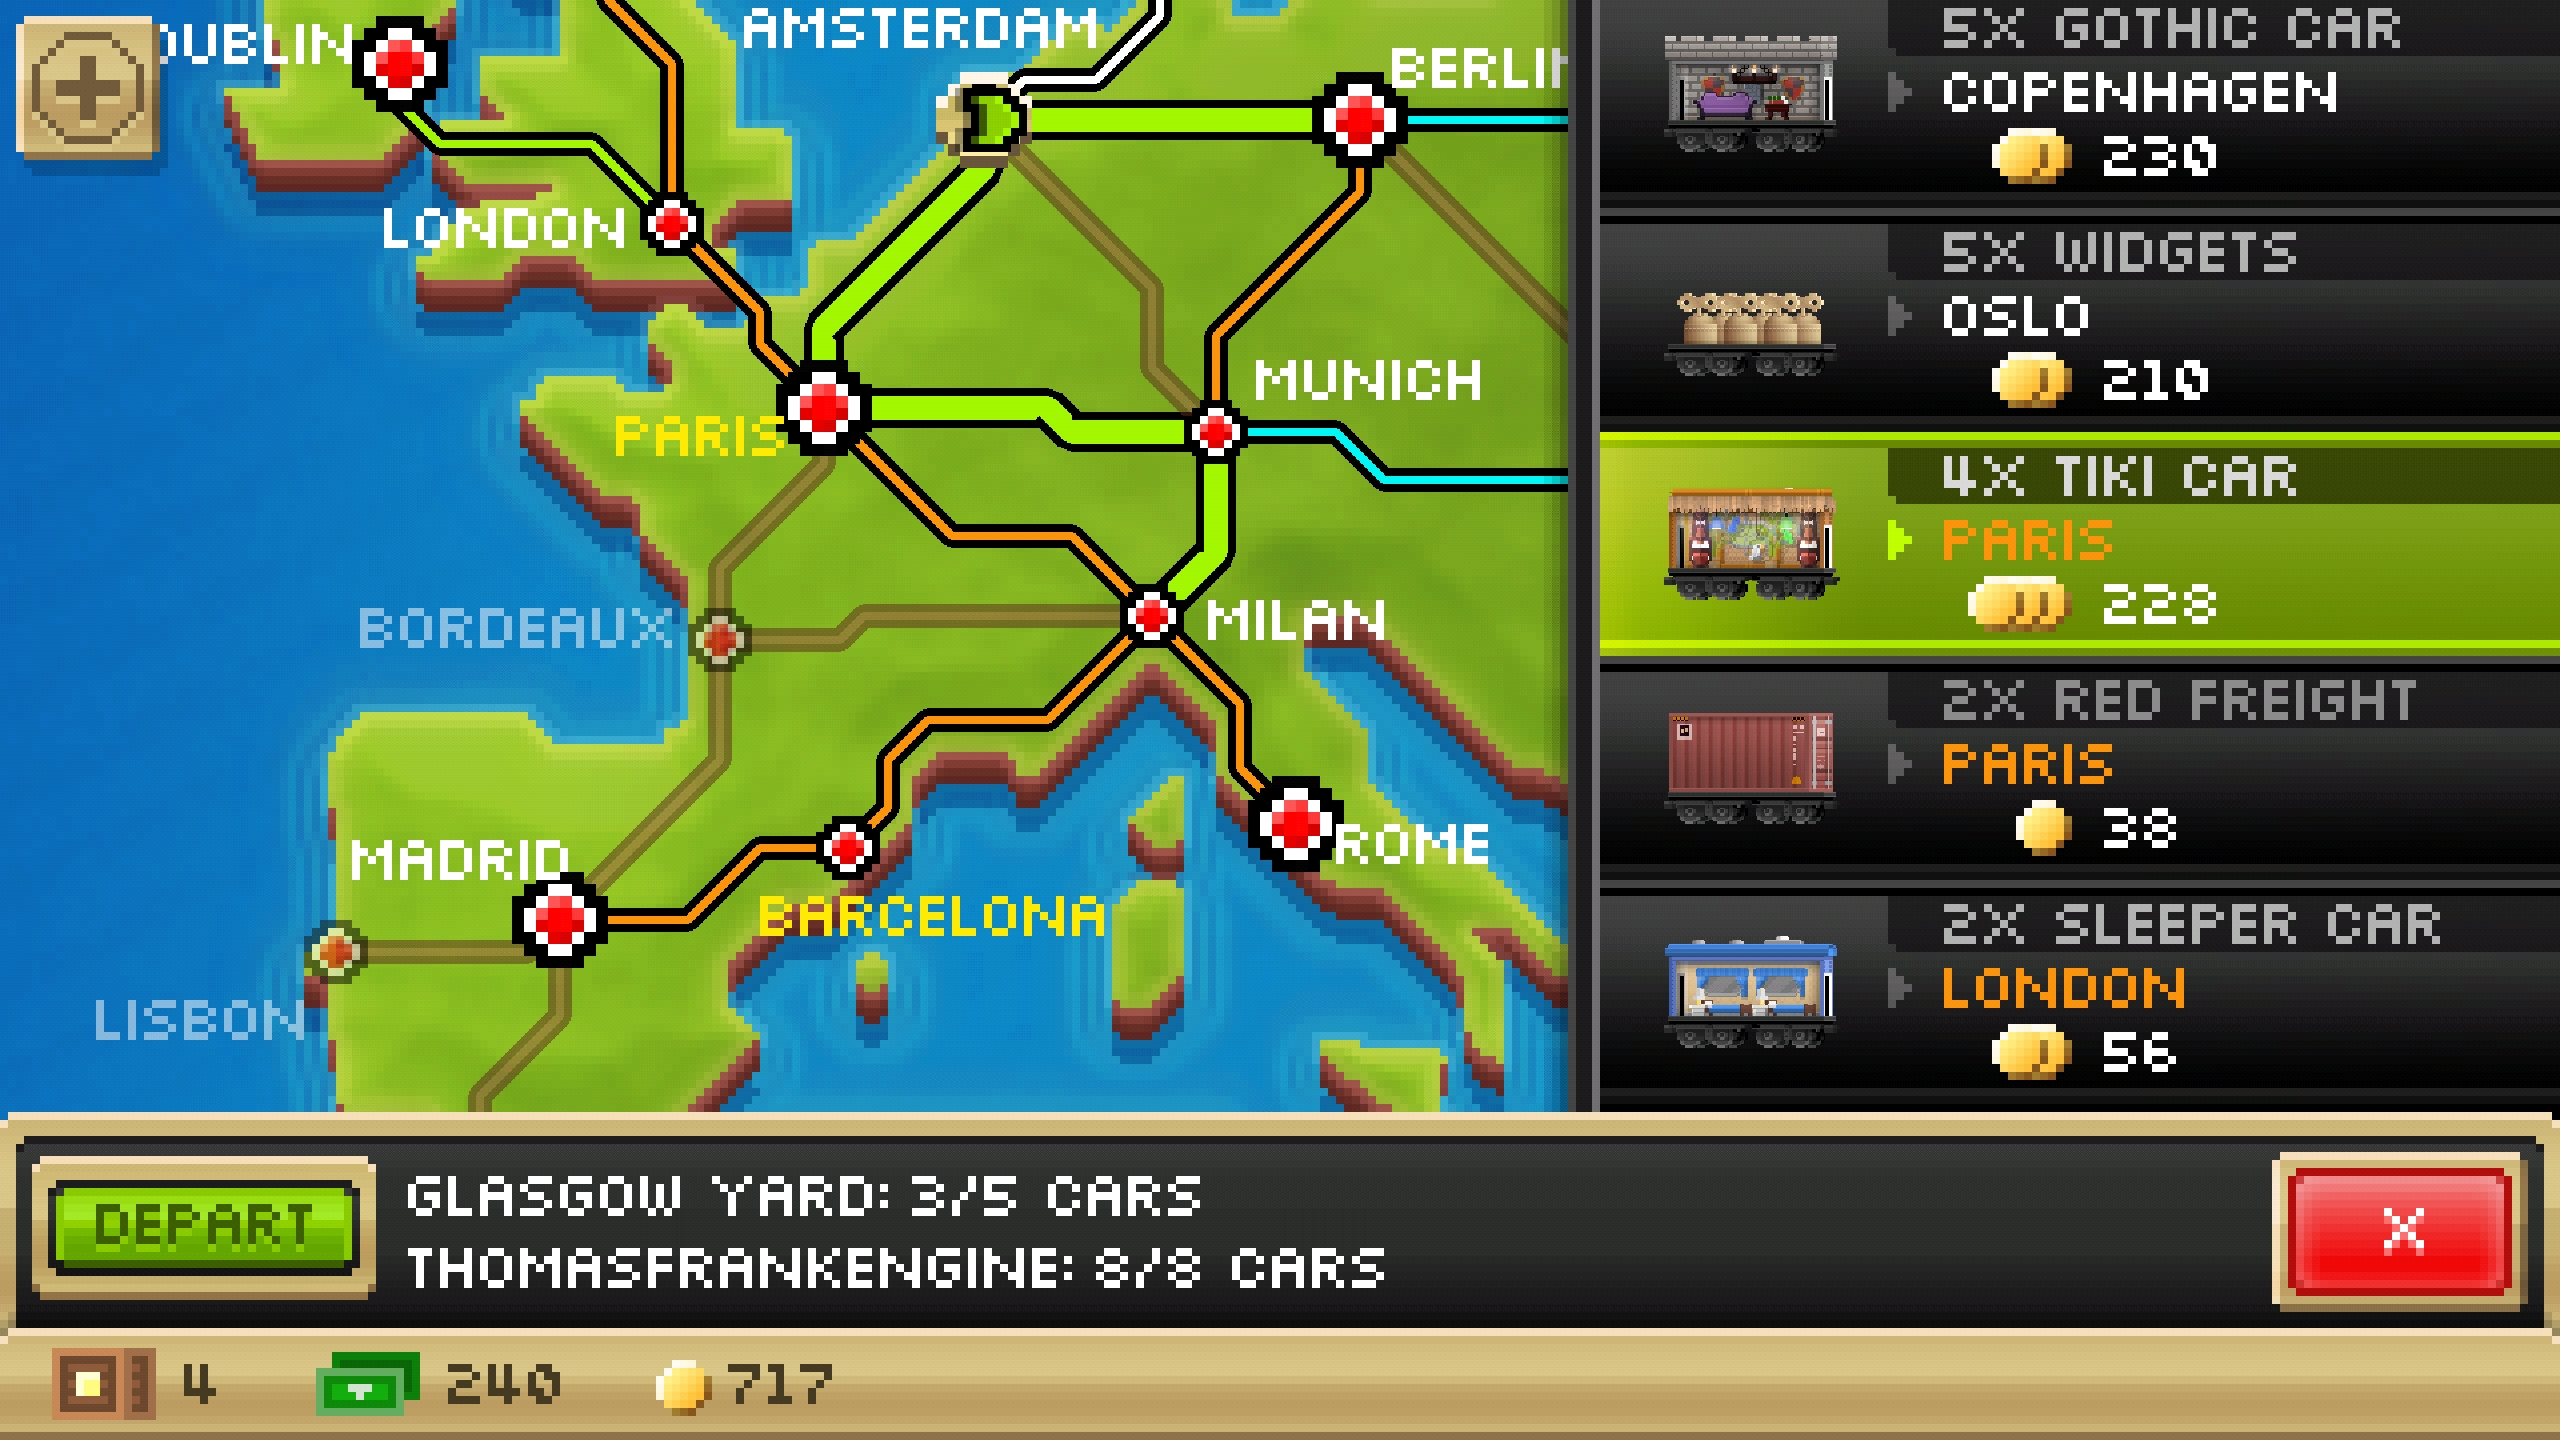 DUBLIN
AMSTERDAM
BERLIN
LONDON
MUNICH
PARIS
BORDEAUX
MILAN
MADRID
ROME
BARCELONA
LISBON
5X GOTHIC CAR
COPENHAGEN
230
5X WIDGETS
OSLO
210
4X TIKI CAR
PARIS
228
2X RED FREIGHT
PARIS
38
2X SLEEPER CAR
LONDON
56
DEPART
GLASGOW YARD: 3/5 CARS
THOMASFRANKENGINE: 8/8 CARS
X
4 240 717